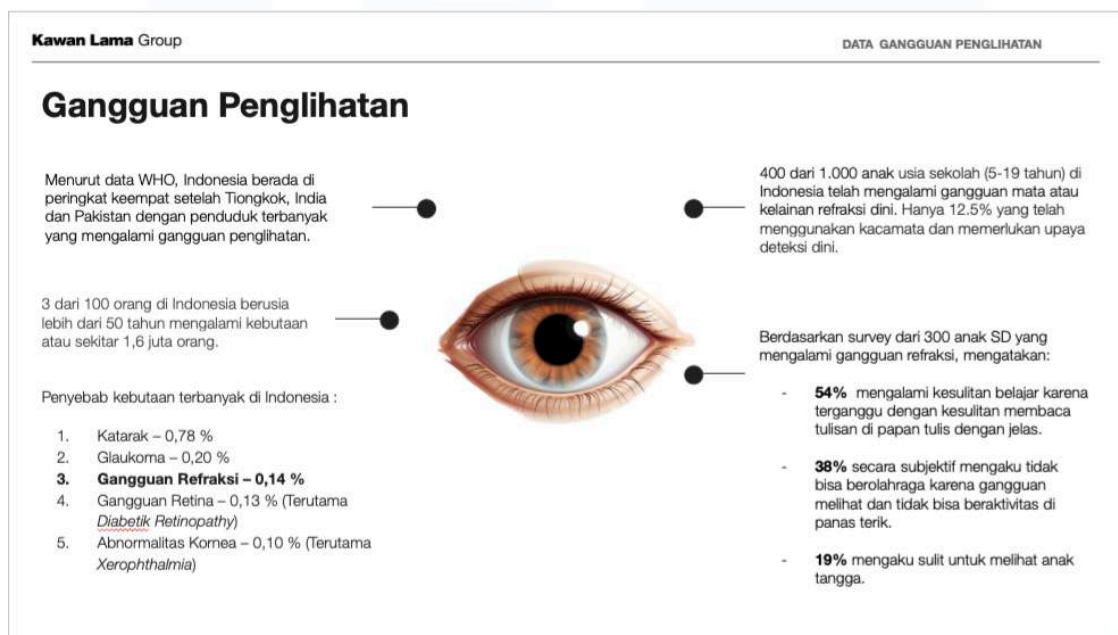 Kawan Lama Group
DATA GANGGUAN PENGLIHATAN
Gangguan Penglihatan
Menurut data WHO, Indonesia berada di
peringkat keempat setelah Tiongkok, India
dan Pakistan dengan penduduk terbanyak
yang mengalami gangguan penglihatan.
3 dari 100 orang di Indonesia berusia
lebih dari 50 tahun mengalami kebutaan
atau sekitar 1,6 juta orang.
Penyebab kebutaan terbanyak di Indonesia :
1. Katarak – 0,78 %
2. Glaukoma – 0,20 %
3. Gangguan Refraksi – 0,14 %
4. Gangguan Retina – 0,13 % (Terutama
Diabetik Retinopathy)
5. Abnormalitas Kornea – 0,10 % (Terutama
Xerophthalmia)
400 dari 1.000 anak usia sekolah (5-19 tahun) di
Indonesia telah mengalami gangguan mata atau
kelainan refraksi dini. Hanya 12.5% yang telah
menggunakan kacamata dan memerlukan upaya
deteksi dini.
Berdasarkan survey dari 300 anak SD yang
mengalami gangguan refraksi, mengatakan:
- 54% mengalami kesulitan belajar karena
terganggu dengan kesulitan membaca
tulisan di papan tulis dengan jelas.
- 38% secara subjektif mengaku tidak
bisa berolahraga karena gangguan
melihat dan tidak bisa beraktivitas di
panas terik.
- 19% mengaku sulit untuk melihat anak
tangga.